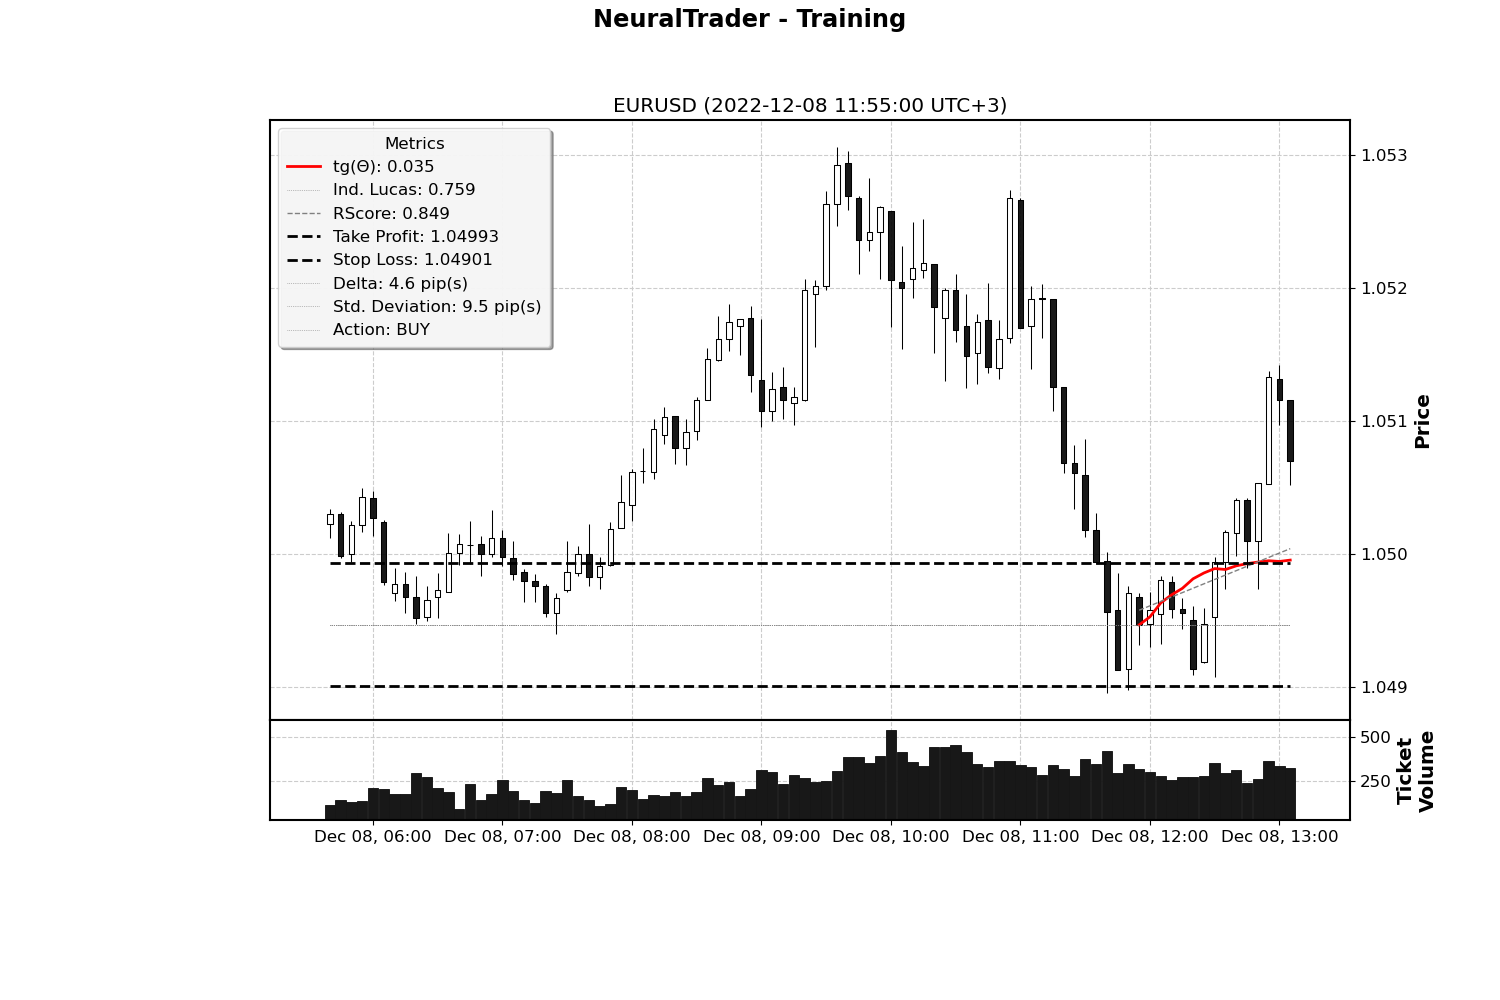 NeuralTrader - Training
EURUSD (2022-12-08 11:55:00 UTC+3)
Metrics
tg(Θ): 0.035
Ind. Lucas: 0.759
RScore: 0.849
Take Profit: 1.04993
Stop Loss: 1.04901
Delta: 4.6 pip(s)
Std. Deviation: 9.5 pip(s)
Action: BUY
1.053
1.052
1.051
1.050
1.049
Price
500
250
Ticket
Volume
Dec 08, 06:00
Dec 08, 07:00
Dec 08, 08:00
Dec 08, 09:00
Dec 08, 10:00
Dec 08, 11:00
Dec 08, 12:00
Dec 08, 13:00